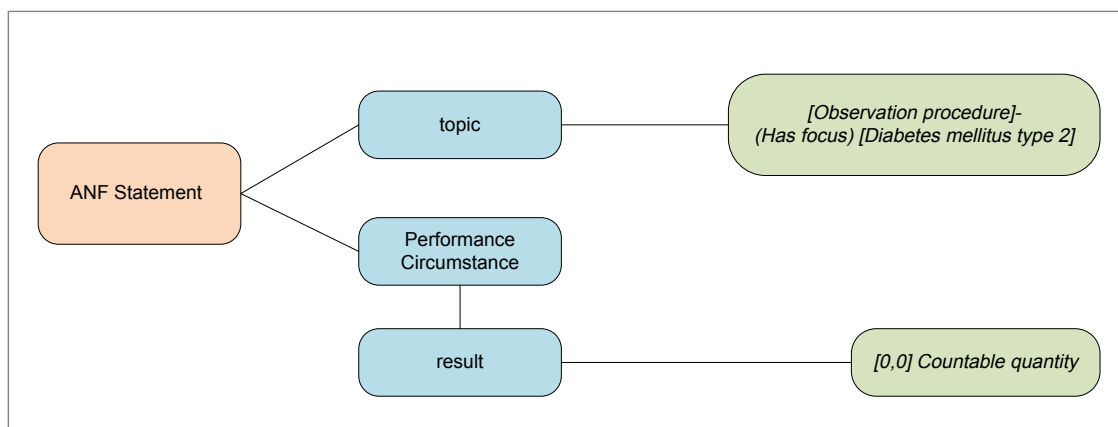 ANF Statement
topic
[Observation procedure]-
(Has focus) [Diabetes mellitus type 2]
Performance
Circumstance
result
[0,0] Countable quantity